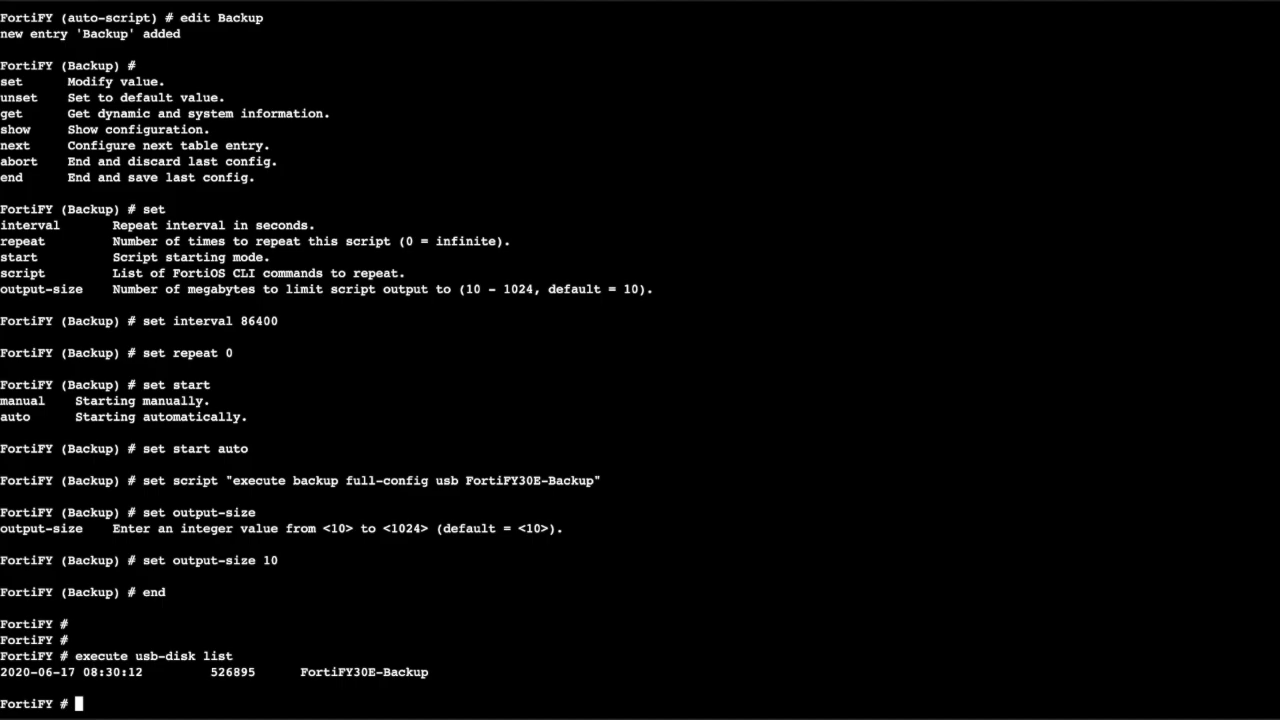 FortiFY (auto-script) # edit Backup
new entry 'Backup' added
FortiFY (Backup) #
set Modify value.
unset Set to default value.
get Get dynamic and system information.
show Show configuration.
next Configure next table entry.
abort End and discard last config.
end End and save last config.
FortiFY (Backup) # set
interval Repeat interval in seconds.
repeat Number of times to repeat this script (0 = infinite).
start Script starting mode.
script List of FortiOS CLI commands to repeat.
output-size Number of megabytes to limit script output to (10 - 1024, default = 10).
FortiFY (Backup) # set interval 86400
FortiFY (Backup) # set repeat 0
FortiFY (Backup) # set start
manual Starting manually.
auto Starting automatically.
FortiFY (Backup) # set start auto
FortiFY (Backup) # set script "execute backup full-config usb FortiFY30E-Backup"
FortiFY (Backup) # set output-size
output-size Enter an integer value from <10> to <1024> (default = <10>).
FortiFY (Backup) # set output-size 10
FortiFY (Backup) # end
FortiFY #
FortiFY #
FortiFY # execute usb-disk list
2020-06-17 08:30:12 526895 FortiFY30E-Backup
FortiFY #